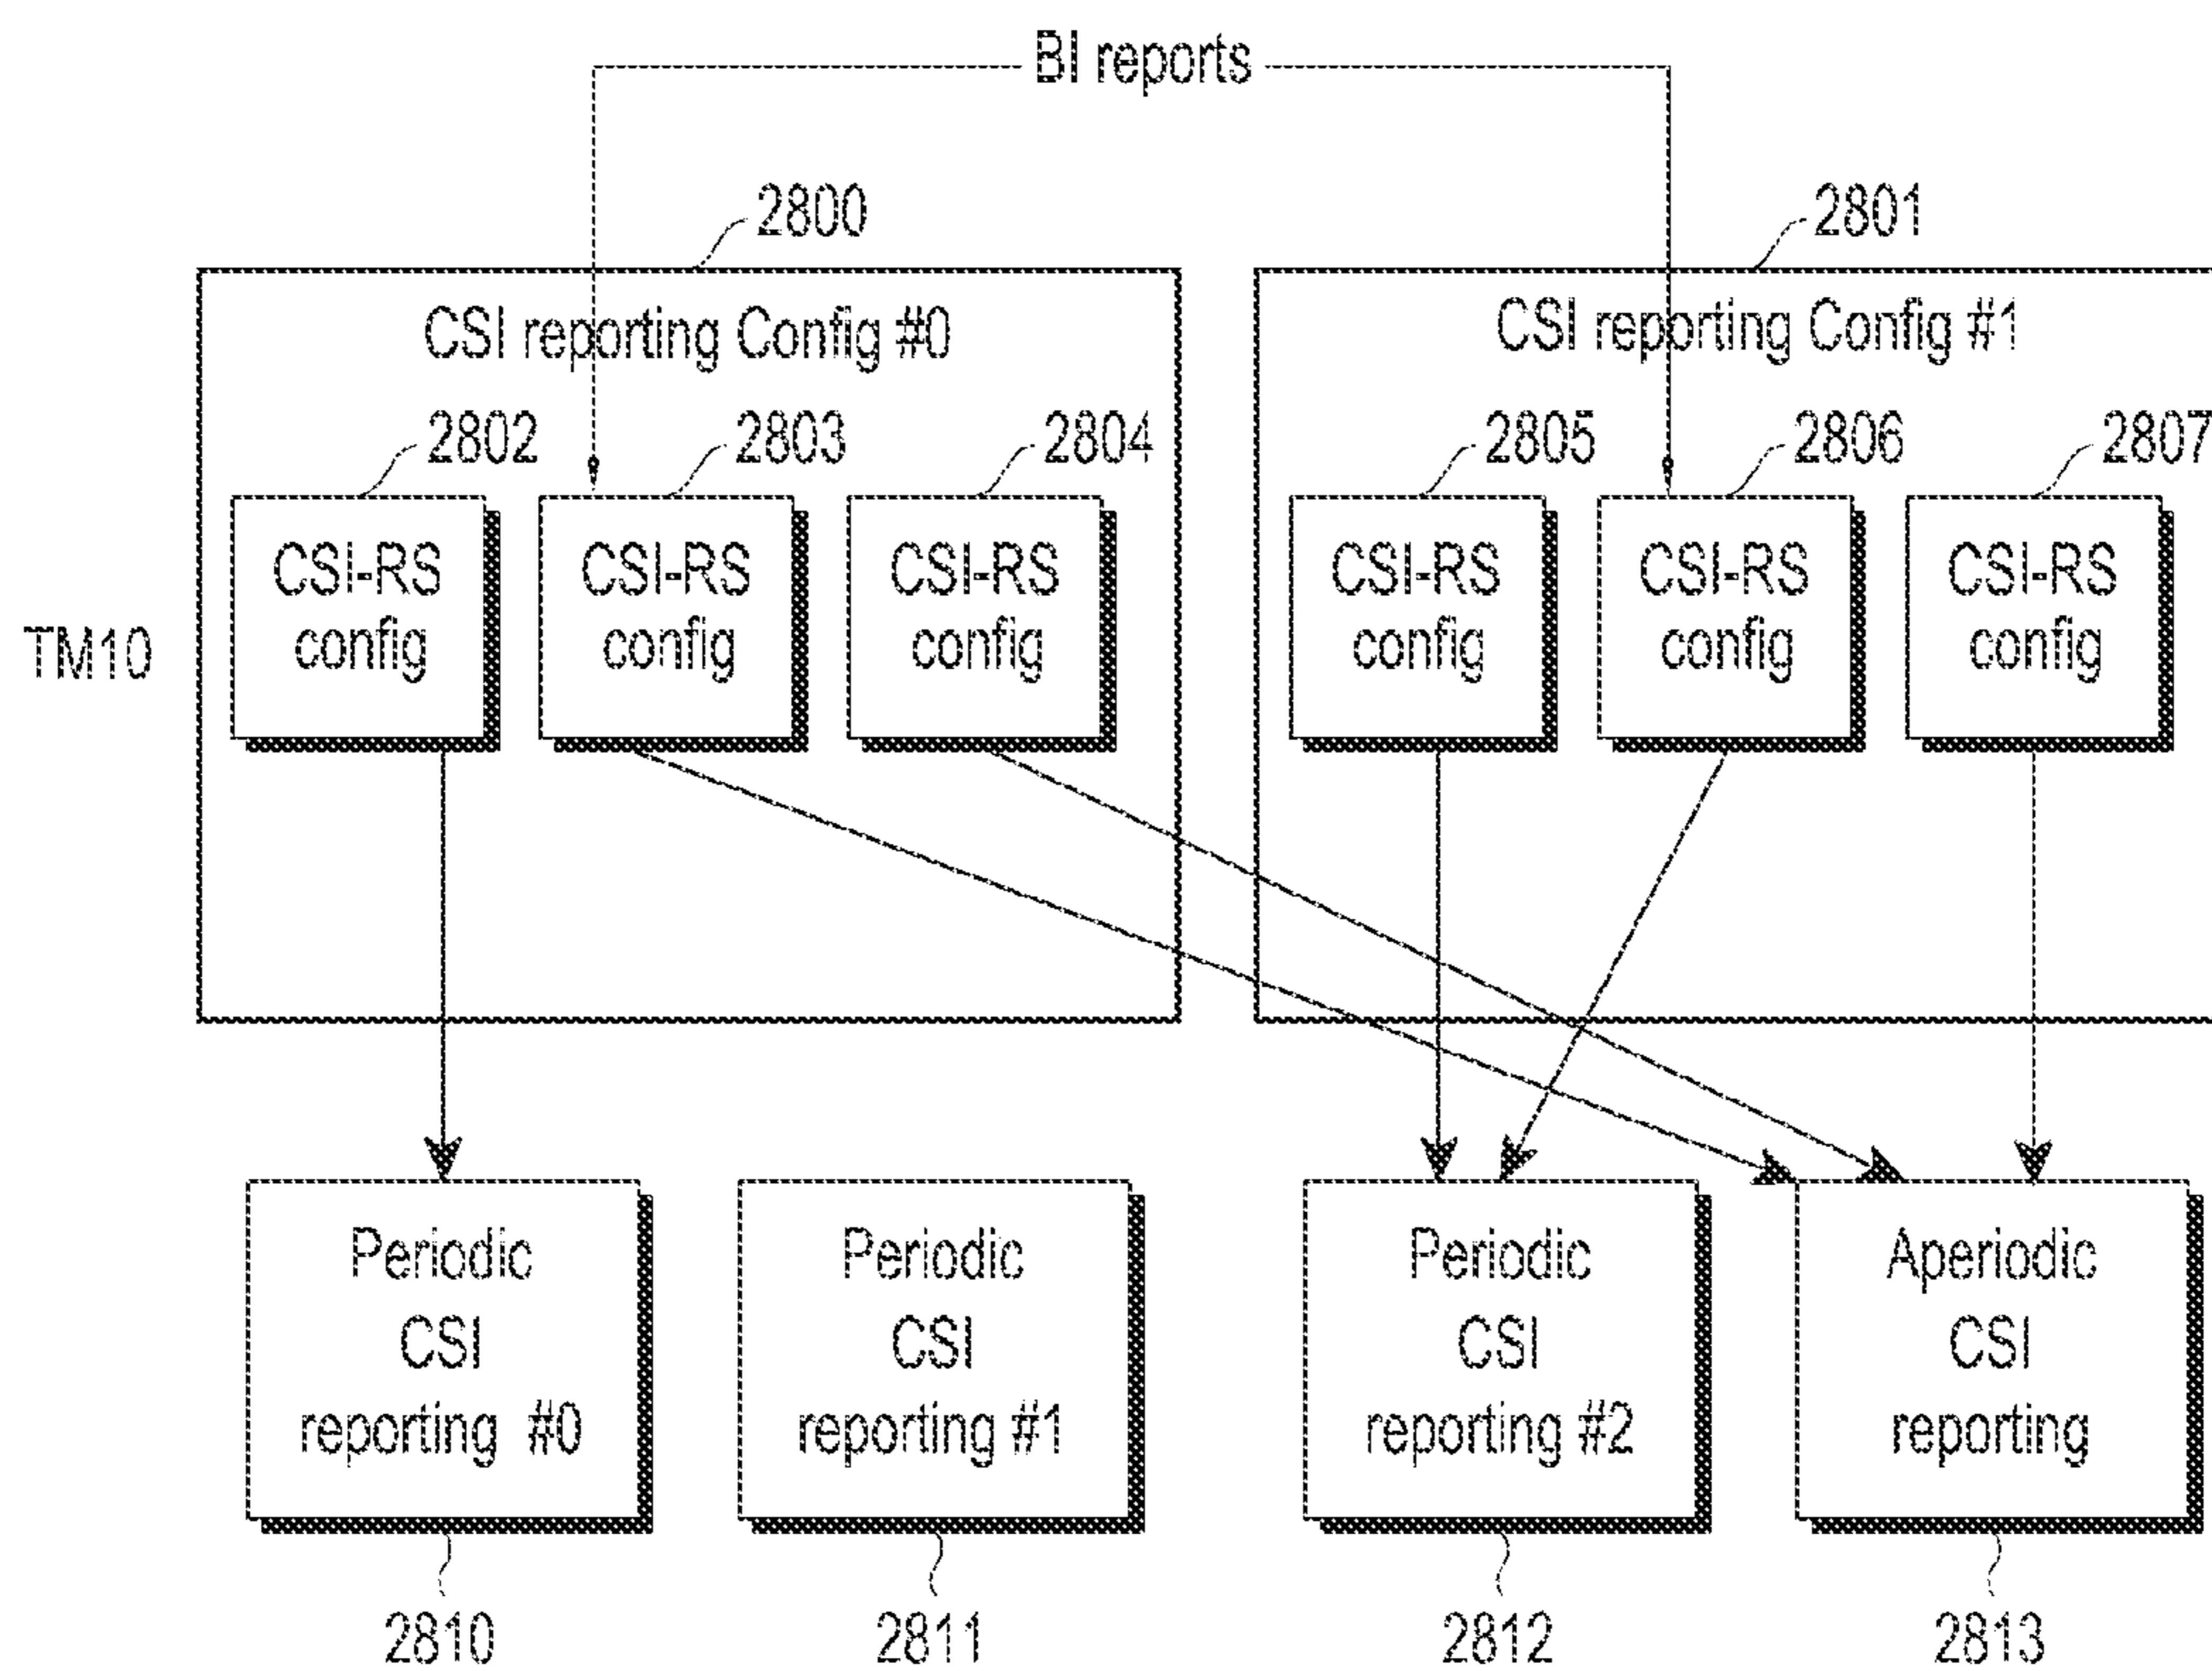 BI reports
2800
2801
CSI reporting Config #0
CSI reporting Config #1
2802
2803
2804
2805
2806
2807
TM10
CSI-RS
config
CSI-RS
config
CSI-RS
config
CSI-RS
config
CSI-RS
config
CSI-RS
config
Periodic
CSI
reporting #0
Periodic
CSI
reporting #1
Periodic
CSI
reporting #2
Aperiodic
CSI
reporting
2810
2811
2812
2813